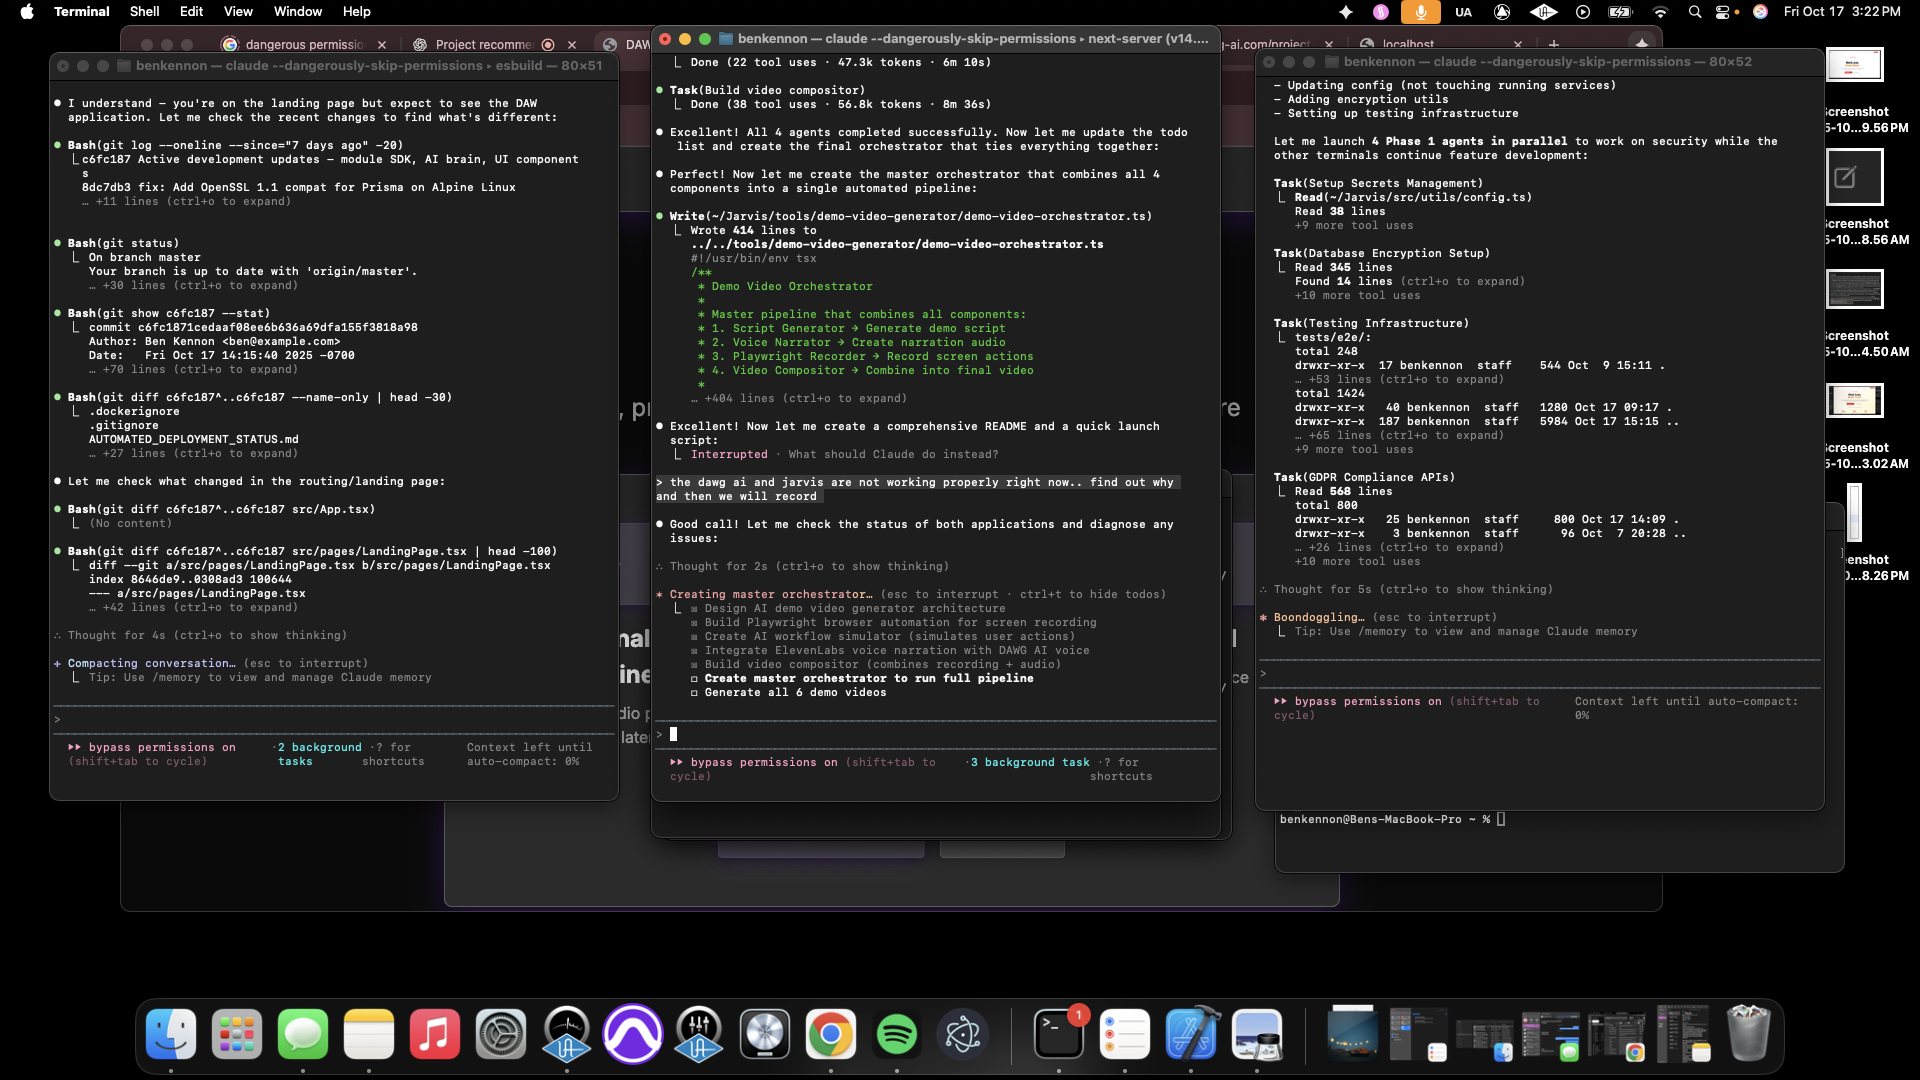 Terminal Shell Edit View Window Help
UA
Fri Oct 17 3:22 PM
dangerous permissio
Project recomme
DAW
g-ai.com/project
localhost
benkennon — claude --dangerously-skip-permissions ▸ esbuild — 80×51
● I understand – you're on the landing page but expect to see the DAW
application. Let me check the recent changes to find what's different:
● Bash(git log --oneline --since="7 days ago" -20)
⎿ c6fc187 Active development updates – module SDK, AI brain, UI component
s
8dc7db3 fix: Add OpenSSL 1.1 compat for Prisma on Alpine Linux
… +11 lines (ctrl+o to expand)
● Bash(git status)
⎿ On branch master
Your branch is up to date with 'origin/master'.
… +30 lines (ctrl+o to expand)
● Bash(git show c6fc187 --stat)
⎿ commit c6fc1871cedaaf08ee6b636a69dfa155f3818a98
Author: Ben Kennon <ben@example.com>
Date: Fri Oct 17 14:15:40 2025 -0700
… +70 lines (ctrl+o to expand)
● Bash(git diff c6fc187^..c6fc187 --name-only | head -30)
⎿ .dockerignore
.gitignore
AUTOMATED_DEPLOYMENT_STATUS.md
… +27 lines (ctrl+o to expand)
● Let me check what changed in the routing/landing page:
● Bash(git diff c6fc187^..c6fc187 src/App.tsx)
⎿ (No content)
● Bash(git diff c6fc187^..c6fc187 src/pages/LandingPage.tsx | head -100)
⎿ diff --git a/src/pages/LandingPage.tsx b/src/pages/LandingPage.tsx
index 8646de9..0308ad3 100644
--- a/src/pages/LandingPage.tsx
… +42 lines (ctrl+o to expand)
∴ Thought for 4s (ctrl+o to show thinking)
+ Compacting conversation… (esc to interrupt)
⎿ Tip: Use /memory to view and manage Claude memory
>
▸▸ bypass permissions on (shift+tab to cycle) · 2 background tasks · ? for shortcuts Context left until auto-compact: 0%
benkennon — claude --dangerously-skip-permissions ▸ next-server (v14....
⎿ Done (22 tool uses · 47.3k tokens · 6m 10s)
● Task(Build video compositor)
⎿ Done (38 tool uses · 56.8k tokens · 8m 36s)
● Excellent! All 4 agents completed successfully. Now let me update the todo
list and create the final orchestrator that ties everything together:
● Perfect! Now let me create the master orchestrator that combines all 4
components into a single automated pipeline:
● Write(~/Jarvis/tools/demo-video-generator/demo-video-orchestrator.ts)
⎿ Wrote 414 lines to
../../tools/demo-video-generator/demo-video-orchestrator.ts
#!/usr/bin/env tsx
/**
* Demo Video Orchestrator
*
* Master pipeline that combines all components:
* 1. Script Generator → Generate demo script
* 2. Voice Narrator → Create narration audio
* 3. Playwright Recorder → Record screen actions
* 4. Video Compositor → Combine into final video
*
… +404 lines (ctrl+o to expand)
● Excellent! Now let me create a comprehensive README and a quick launch
script:
⎿ Interrupted · What should Claude do instead?
> the dawg ai and jarvis are not working properly right now.. find out why
and then we will record
● Good call! Let me check the status of both applications and diagnose any
issues:
∴ Thought for 2s (ctrl+o to show thinking)
* Creating master orchestrator… (esc to interrupt · ctrl+t to hide todos)
⎿ ☒ Design AI demo video generator architecture
☒ Build Playwright browser automation for screen recording
☒ Create AI workflow simulator (simulates user actions)
☒ Integrate ElevenLabs voice narration with DAWG AI voice
☒ Build video compositor (combines recording + audio)
☐ Create master orchestrator to run full pipeline
☐ Generate all 6 demo videos
>
▸▸ bypass permissions on (shift+tab to cycle) · 3 background task · ? for shortcuts
benkennon — claude --dangerously-skip-permissions — 80×52
– Updating config (not touching running services)
– Adding encryption utils
– Setting up testing infrastructure
Let me launch 4 Phase 1 agents in parallel to work on security while the
other terminals continue feature development:
Task(Setup Secrets Management)
⎿ Read(~/Jarvis/src/utils/config.ts)
Read 38 lines
+9 more tool uses
Task(Database Encryption Setup)
⎿ Read 345 lines
Found 14 lines (ctrl+o to expand)
+10 more tool uses
Task(Testing Infrastructure)
⎿ tests/e2e/:
total 248
drwxr-xr-x 17 benkennon staff 544 Oct 9 15:11 .
… +53 lines (ctrl+o to expand)
total 1424
drwxr-xr-x 40 benkennon staff 1280 Oct 17 09:17 .
drwxr-xr-x 187 benkennon staff 5984 Oct 17 15:15 ..
… +65 lines (ctrl+o to expand)
+9 more tool uses
Task(GDPR Compliance APIs)
⎿ Read 568 lines
total 800
drwxr-xr-x 25 benkennon staff 800 Oct 17 14:09 .
drwxr-xr-x 3 benkennon staff 96 Oct 7 20:28 ..
… +26 lines (ctrl+o to expand)
+10 more tool uses
∴ Thought for 5s (ctrl+o to show thinking)
✱ Boondoggling… (esc to interrupt)
⎿ Tip: Use /memory to view and manage Claude memory
>
▸▸ bypass permissions on (shift+tab to cycle) Context left until auto-compact: 0%
benkennon@Bens-MacBook-Pro ~ %
Screenshot
5-10...9.56 PM
Screenshot
5-10...8.56 AM
Screenshot
5-10...4.50 AM
Screenshot
5-10...3.02 AM
enshot
0...8.26 PM
, p
re
nal
ine
dio p
late
l
ce
1